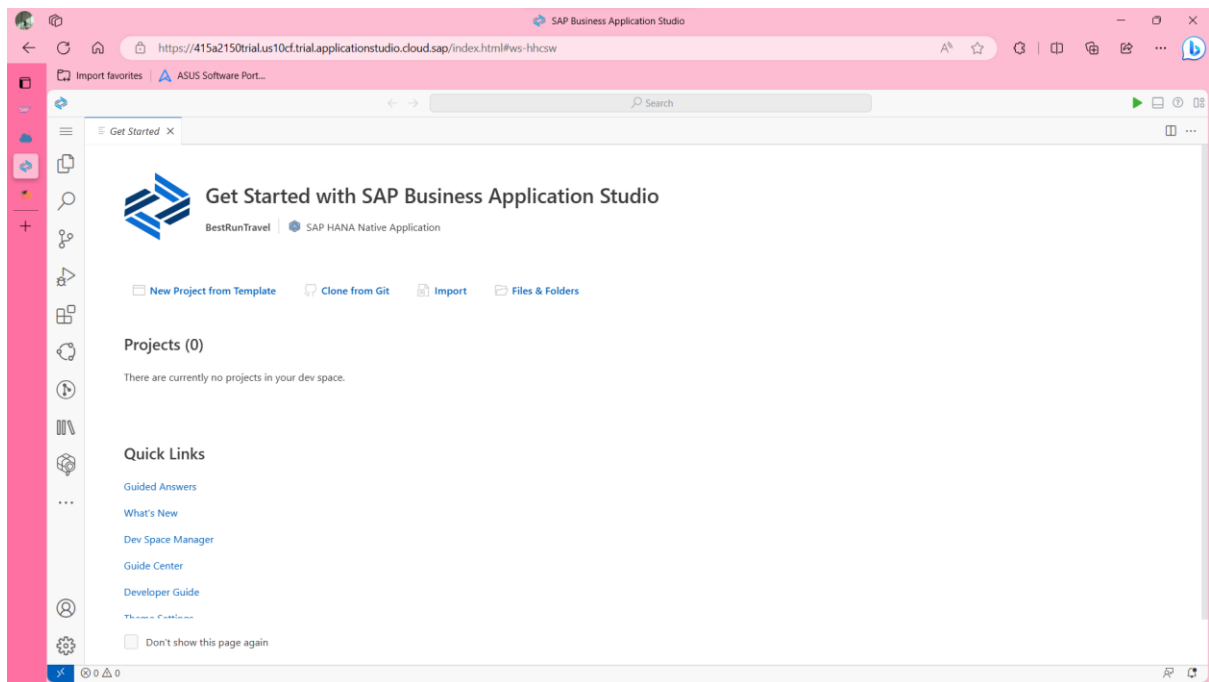 SAP Business Application Studio
https://415a2150trial.us10cf.trial.applicationstudio.cloud.sap/index.html#ws-hhcsw
Import favorites
ASUS Software Port...
Search
Get Started
Get Started with SAP Business Application Studio
BestRunTravel
SAP HANA Native Application
New Project from Template
Clone from Git
Import
Files & Folders
Projects (0)
There are currently no projects in your dev space.
Quick Links
Guided Answers
What's New
Dev Space Manager
Guide Center
Developer Guide
Theme Settings
Don't show this page again
0 0